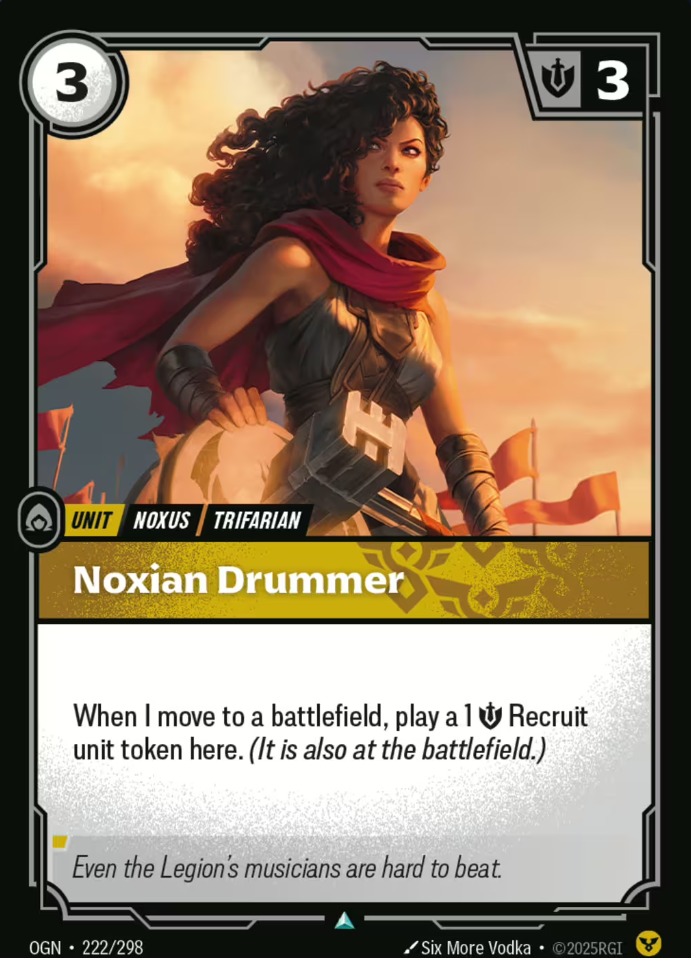 3
3
UNIT NOXUS TRIFARIAN
Noxian Drummer
When I move to a battlefield, play a 1 Recruit
unit token here. (It is also at the battlefield.)
Even the Legion's musicians are hard to beat.
OGN • 222/298
Six More Vodka • ©2025RGI